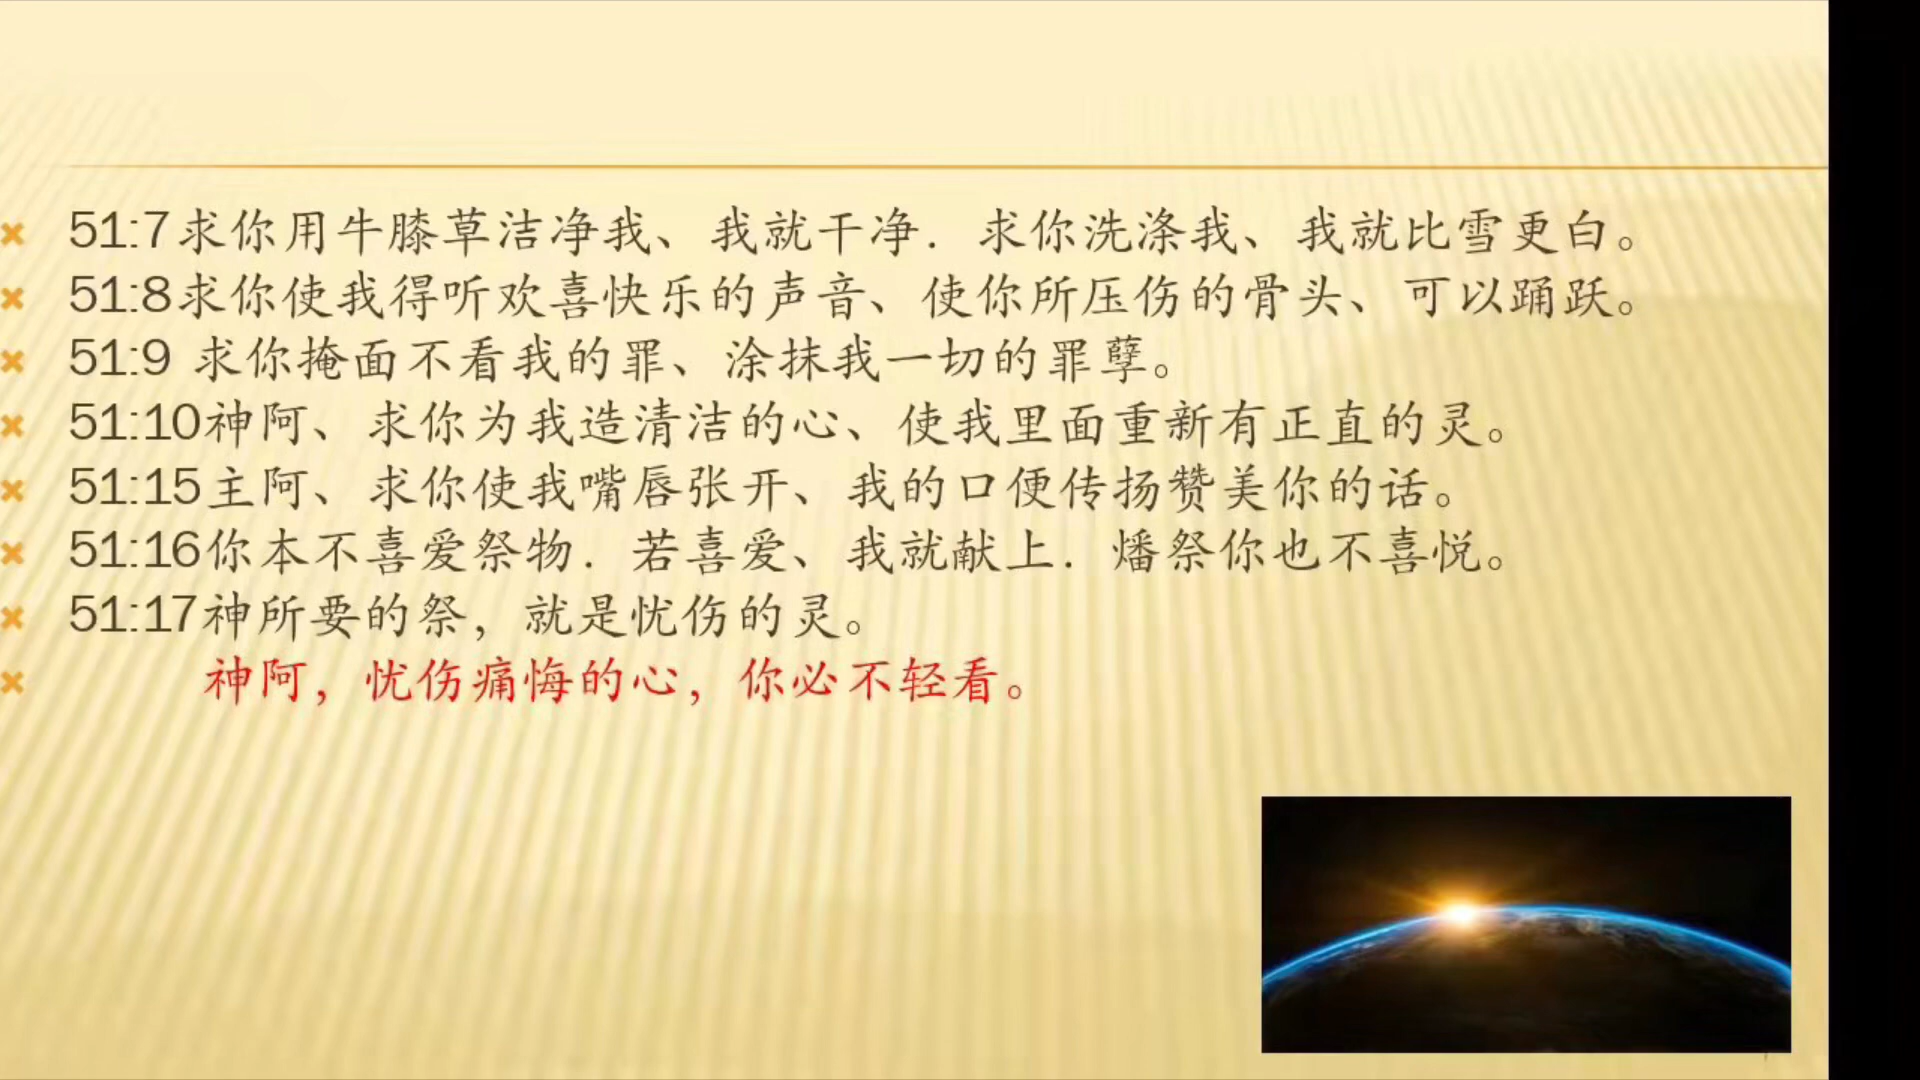 51:7求你用牛膝草洁净我、我就干净．求你洗涤我、我就比雪更白。
51:8求你使我得听欢喜快乐的声音、使你所压伤的骨头、可以踊跃。
51:9 求你掩面不看我的罪、涂抹我一切的罪孽。
51:10神阿、求你为我造清洁的心、使我里面重新有正直的灵。
51:15主阿、求你使我嘴唇张开、我的口便传扬赞美你的话。
51:16你本不喜爱祭物．若喜爱、我就献上．燔祭你也不喜悦。
51:17神所要的祭，就是忧伤的灵。
神阿，忧伤痛悔的心，你必不轻看。